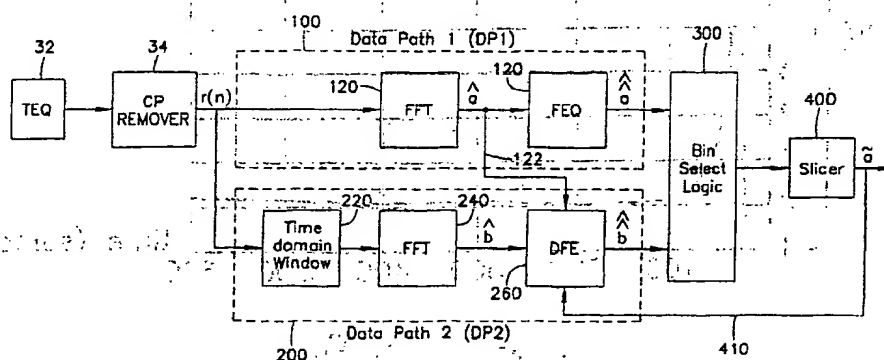 100
Data Path 1 (DP1)
300
32
34
120
120
400
TEQ
CP
REMOVER
r(n)
FFT
â
FEQ
â̂
Bin
Select
Logic
Slicer
ã
122
220
240
Time
domain
Window
FFT
b̂
DFE
b̂̂
260
200
Data Path 2 (DP2)
410